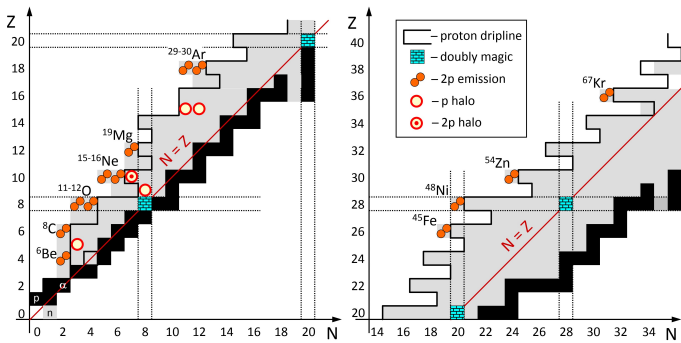 Z
20
18
16
14
12
10
8
6
4
2
0
0 2 4 6 8 10 12 14 16 18 20 N
²⁹⁻³⁰Ar
¹⁹Mg
¹⁵⁻¹⁶Ne
¹¹⁻¹²O
⁸C
⁶Be
N = Z
α
p
n
Z
40
38
36
34
32
30
28
26
24
22
20
14 16 18 20 22 24 26 28 30 32 34 N
– proton dripline
– doubly magic
– 2p emission
– p halo
– 2p halo
⁶⁷Kr
⁵⁴Zn
⁴⁸Ni
⁴⁵Fe
N = Z